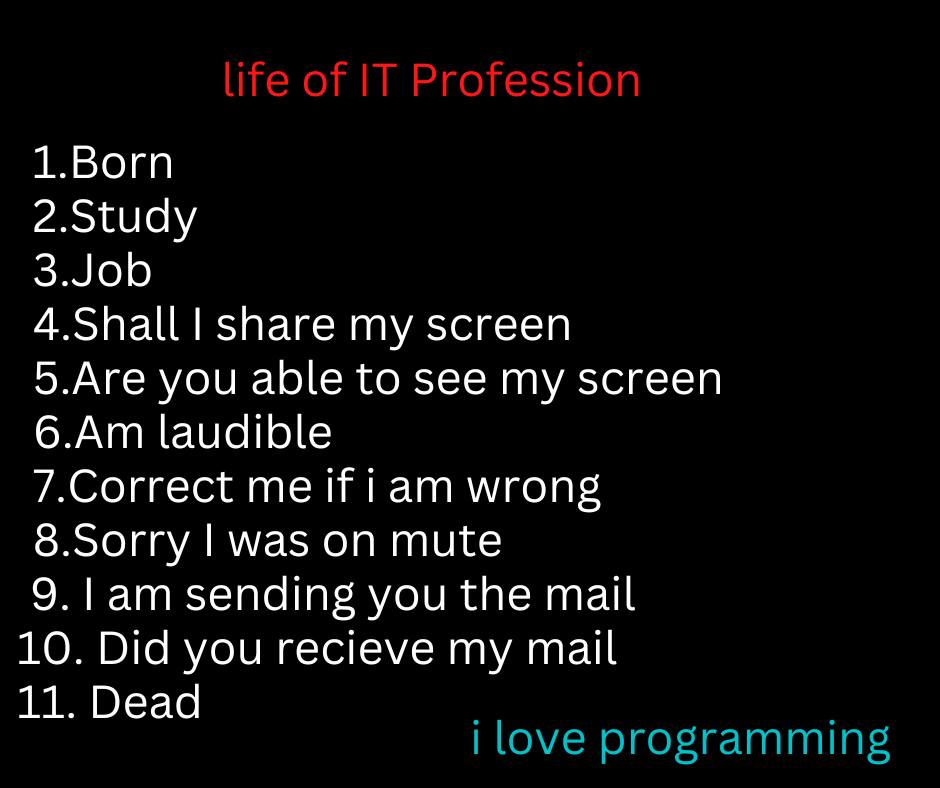 life of IT Profession
1.Born
2.Study
3.Job
4.Shall I share my screen
5.Are you able to see my screen
6.Am laudible
7.Correct me if i am wrong
8.Sorry I was on mute
9. I am sending you the mail
10. Did you recieve my mail
11. Dead
i love programming